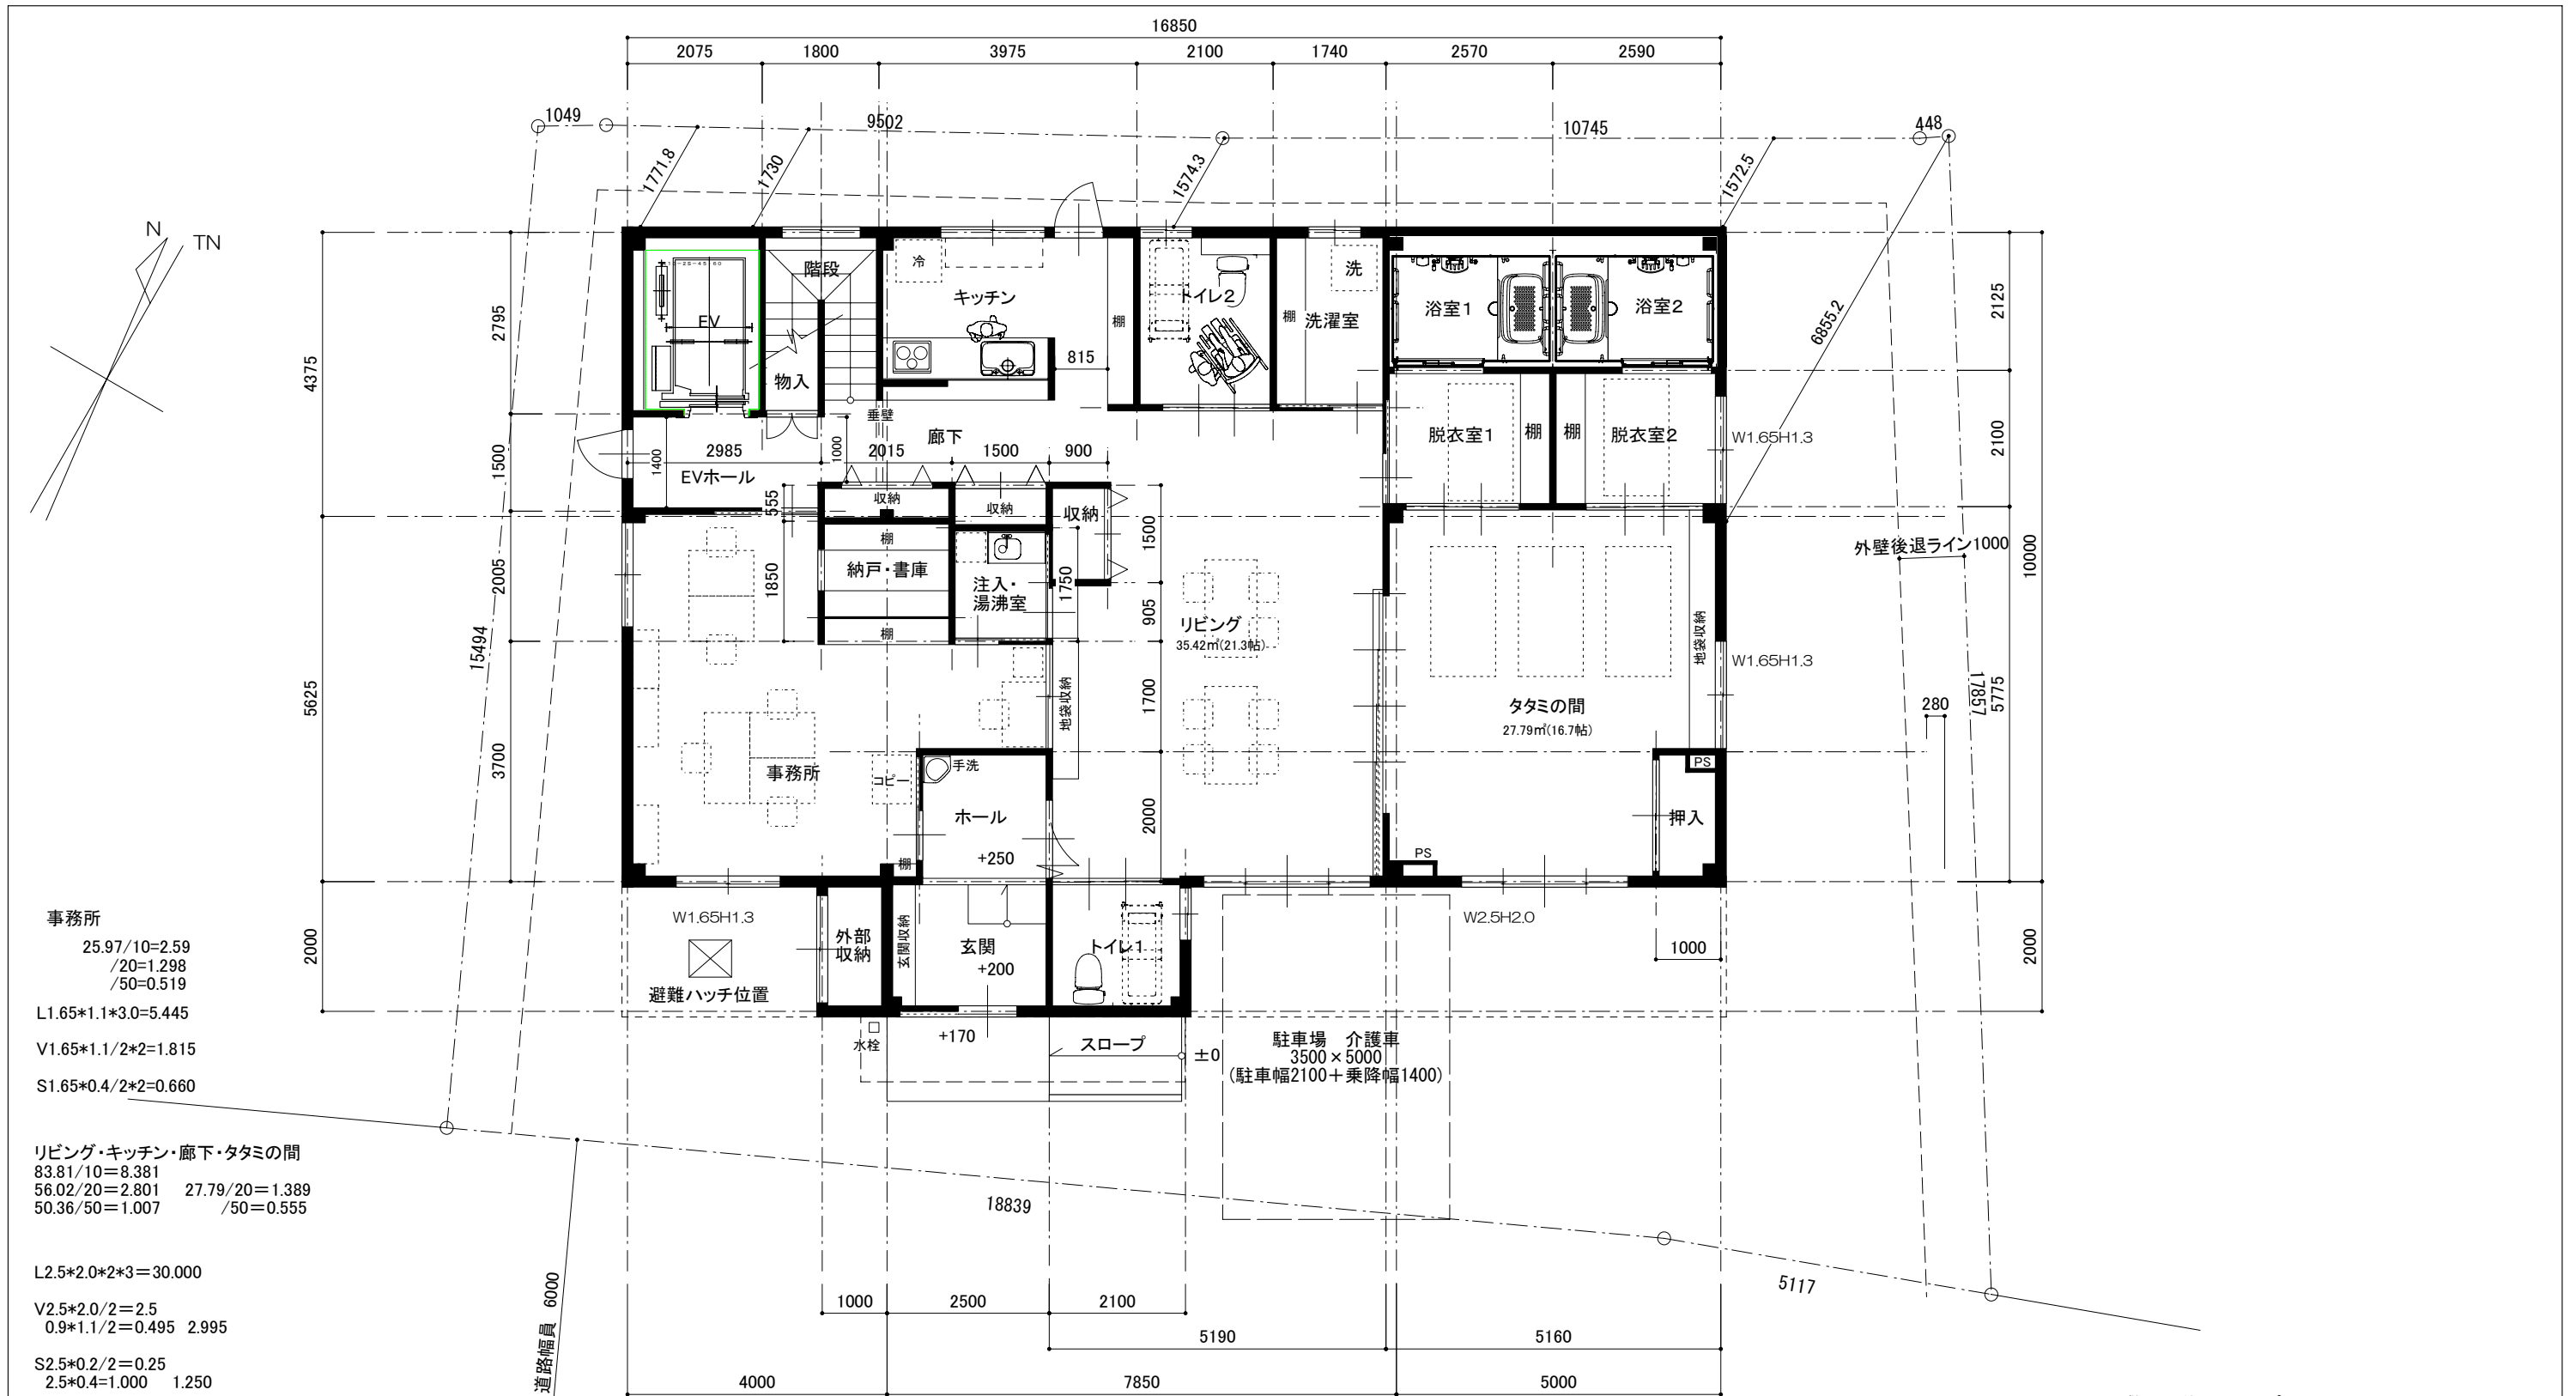 16850
2075
1800
3975
2100
1740
2570
2590
1049
9502
10745
448
1771.8
1730
1574.3
1572.5
N
TN
階段
冷
EV
キッチン
トイレ2
洗
棚
棚
洗濯室
浴室1
浴室2
2795
4375
2125
6855.2
815
物入
垂壁
廊下
脱衣室1
棚
棚
脱衣室2
W1.65H1.3
2100
1500
2985
1400
1000
2015
1500
900
EVホール
555
収納
収納
収納
1500
外壁後退ライン1000
10000
棚
納戸・書庫
注入・
湯沸室
1850
1750
2005
棚
905
リビング
35.42㎡(21.3帖)
地袋収納
W1.65H1.3
15494
5625
1700
地袋収納
タタミの間
27.79㎡(16.7帖)
17857
5775
280
3700
事務所
コピー
手洗
ホール
+250
棚
2000
PS
PS
押入
事務所
25.97/10=2.59
/20=1.298
/50=0.519
L1.65*1.1*3.0=5.445
V1.65*1.1/2*2=1.815
S1.65*0.4/2*2=0.660
2000
W1.65H1.3
避難ハッチ位置
外部
収納
玄関収納
玄関
+200
トイレ1
W2.5H2.0
1000
2000
水栓
+170
スロープ
±0
駐車場 介護車
3500×5000
(駐車幅2100+乗降幅1400)
リビング・キッチン・廊下・タタミの間
83.81/10=8.381
56.02/20=2.801 27.79/20=1.389
50.36/50=1.007 /50=0.555
18839
5117
L2.5*2.0*2*3=30.000
V2.5*2.0/2=2.5
0.9*1.1/2=0.495 2.995
S2.5*0.2/2=0.25
2.5*0.4=1.000 1.250
道路幅員 6000
1000
2500
2100
5190
5160
4000
7850
5000